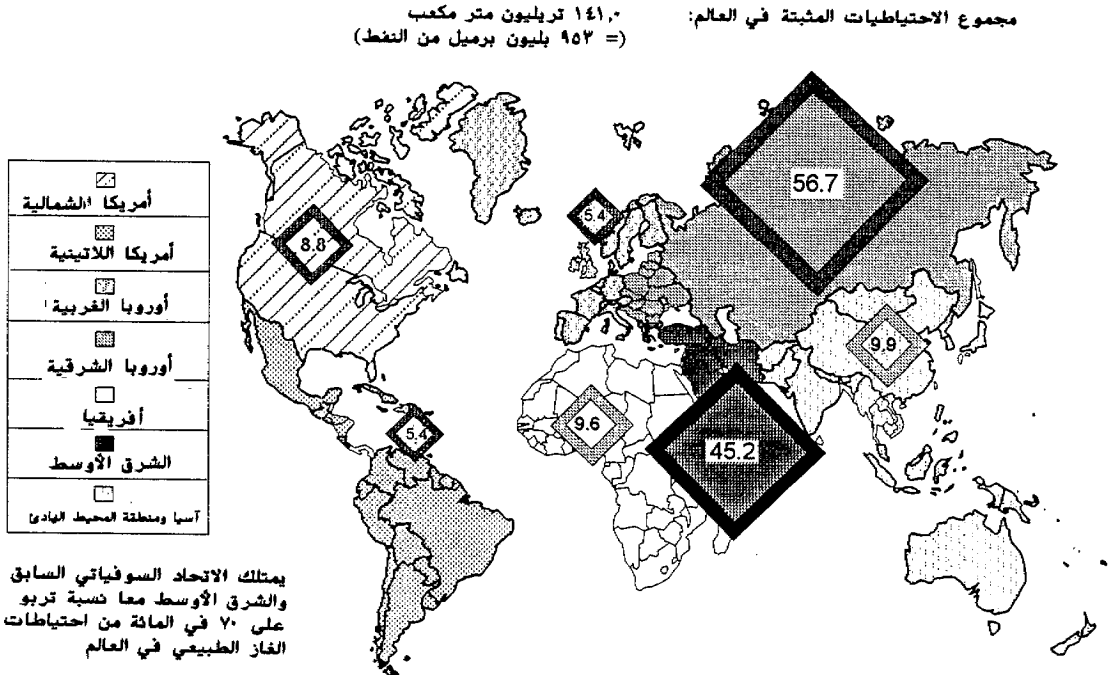 مجموع الاحتياطيات المثبتة في العالم:
١٤١,٠ تريليون متر مكعب
(= ٩٥٣ بليون برميل من النفط)
56.7
5.4
8.8
9.9
9.6
5.4
45.2
أمريكا الشمالية
أمريكا اللاتينية
أوروبا الغربية
أوروبا الشرقية
أفريقيا
الشرق الأوسط
آسيا ومنطقة المحيط الهادئ
يمتلك الاتحاد السوفياتي السابق
والشرق الأوسط معا نسبة تربو
على ٧٠ في المائة من احتياطات
الغاز الطبيعي في العالم